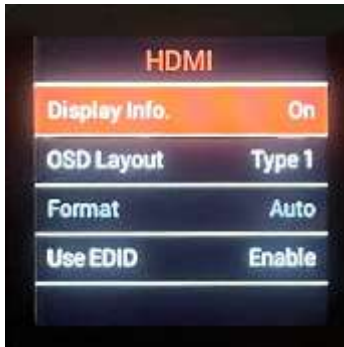 HDMI
Display Info. On
OSD Layout Type 1
Format Auto
Use EDID Enable